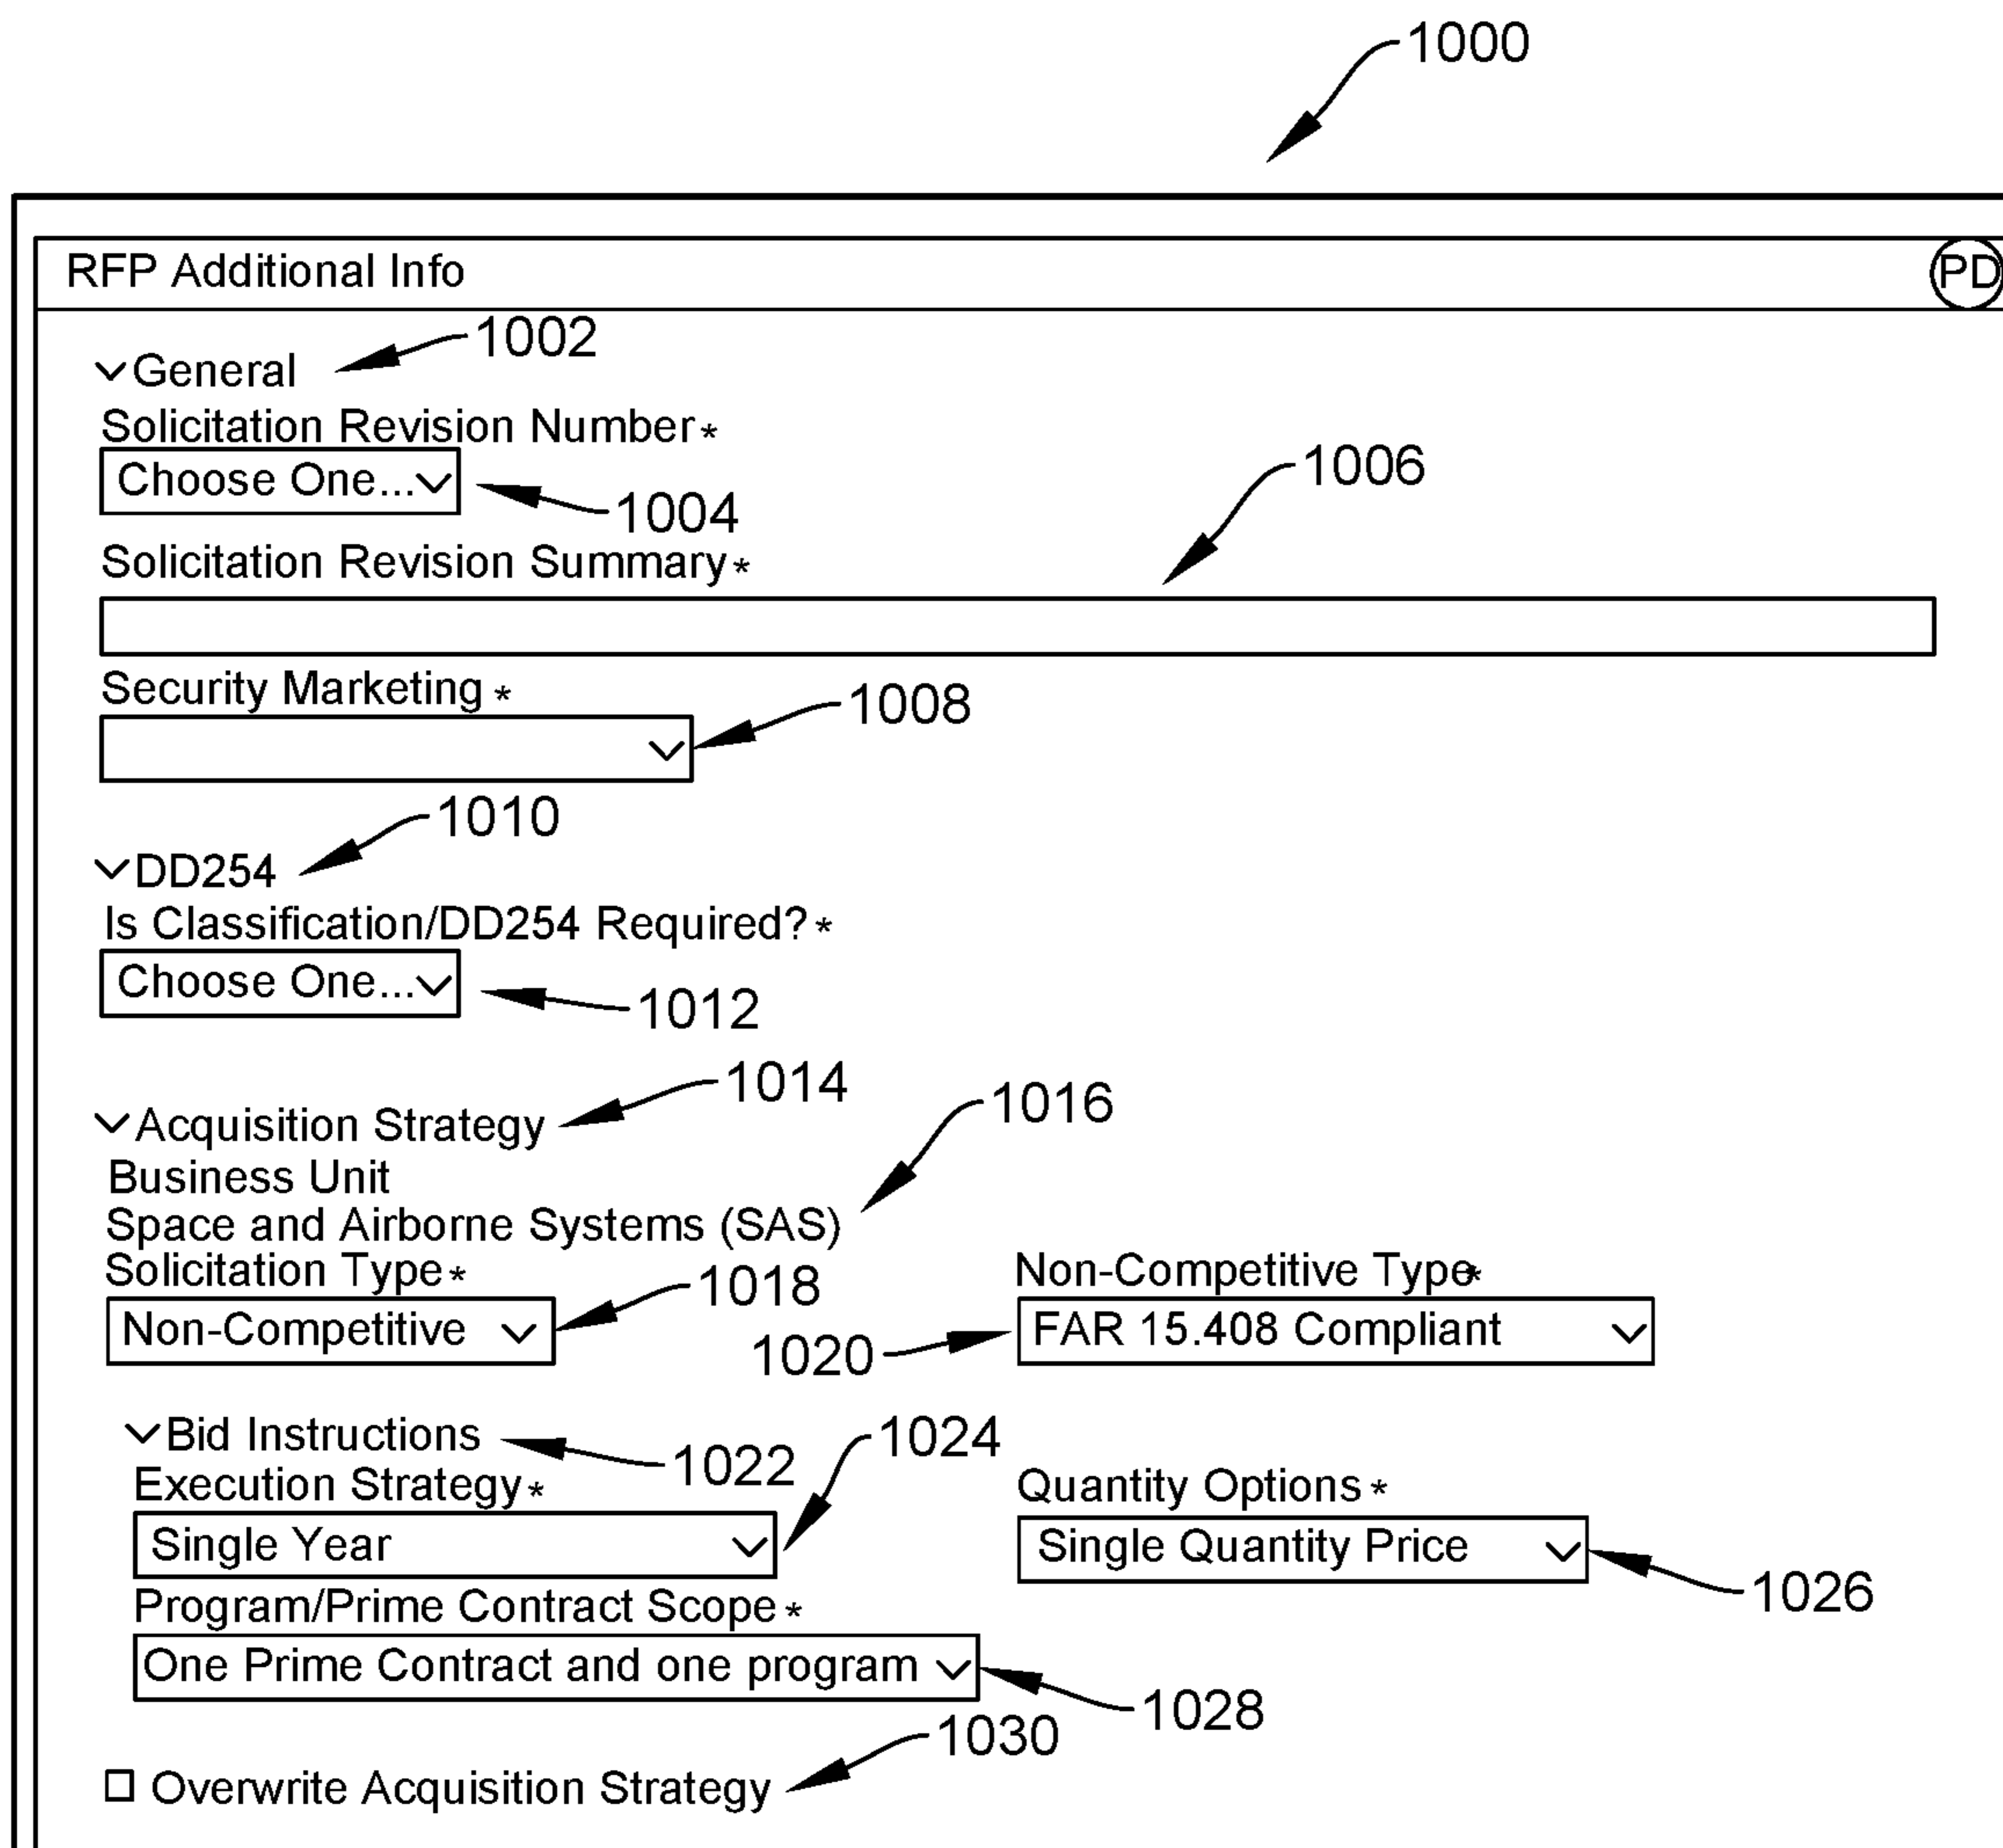 1000
RFP Additional Info PD
General 1002
Solicitation Revision Number*
Choose One... 1004
1006
Solicitation Revision Summary*
Security Marketing *
1008
1010
DD254
Is Classification/DD254 Required? *
Choose One... 1012
1014
Acquisition Strategy 1016
Business Unit
Space and Airborne Systems (SAS)
Solicitation Type* 1018 Non-Competitive Type*
Non-Competitive 1020 FAR 15.408 Compliant
Bid Instructions 1022 1024
Execution Strategy* Quantity Options *
Single Year Single Quantity Price 1026
Program/Prime Contract Scope *
One Prime Contract and one program 1028
1030
Overwrite Acquisition Strategy